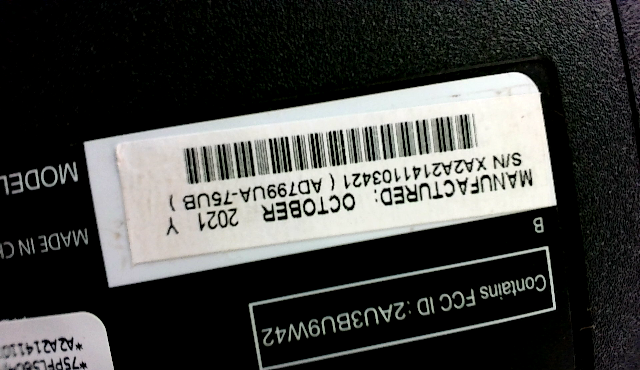 Contains FCC ID: 2AU3BU9W42
B
MANUFACTURED: OCTOBER 2021 Y
S/N XA2A2141103421 ( AD799UA-75UB )
MADE IN
MODEL